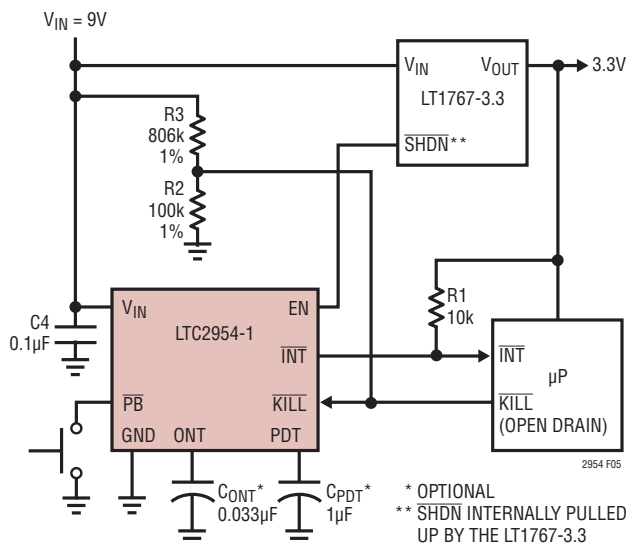 V_IN = 9V
V_IN
V_OUT
3.3V
LT1767-3.3
SHDN**
R3
806k
1%
R2
100k
1%
R1
10k
C4
0.1µF
V_IN
EN
LTC2954-1
INT
PB
KILL
GND
ONT
PDT
INT
µP
KILL
(OPEN DRAIN)
2954 F05
C_ONT*
0.033µF
C_PDT*
1µF
* OPTIONAL
** SHDN INTERNALLY PULLED
UP BY THE LT1767-3.3